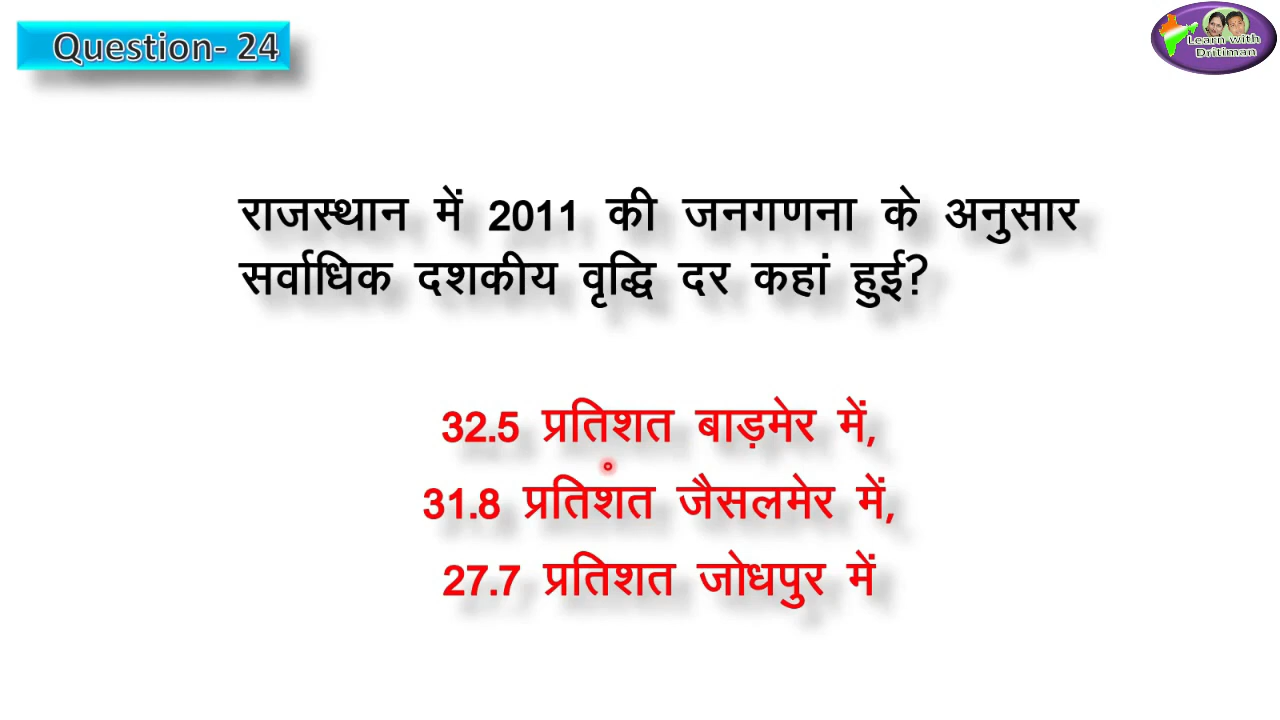 Question- 24
Learn with
Dritiman
राजस्थान में 2011 की जनगणना के अनुसार
सर्वाधिक दशकीय वृद्धि दर कहां हुई?
32.5 प्रतिशत बाड़मेर में,
31.8 प्रतिशत जैसलमेर में,
27.7 प्रतिशत जोधपुर में